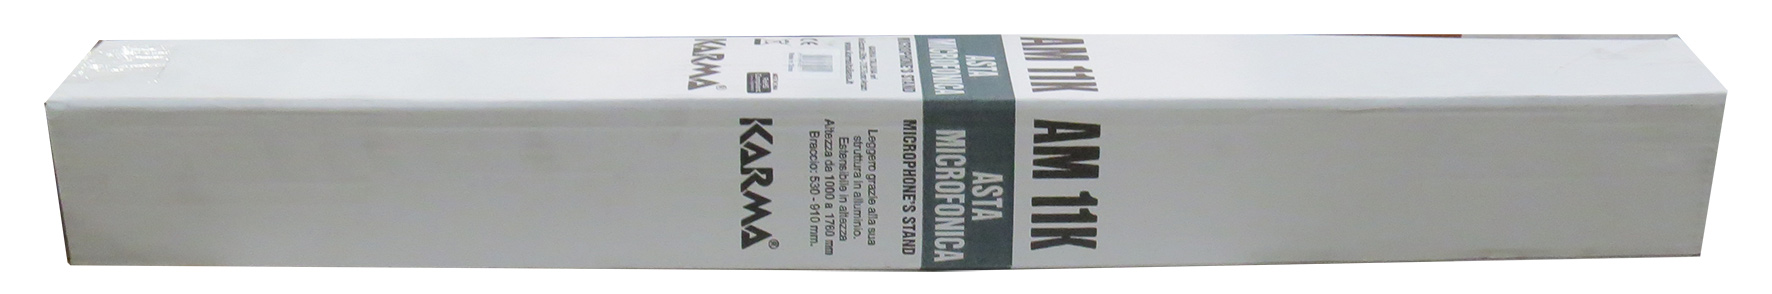 AM 11K
ASTA
MICROFONICA
MICROPHONE'S STAND
CE
KARMA®
AM 11K
ASTA
MICROFONICA
MICROPHONE'S STAND
Leggero grazie alla sua
struttura in alluminio.
Estensibile in altezza
Altezza da 1000 a 1760 mm
Braccio: 530 - 910 mm.
KARMA®